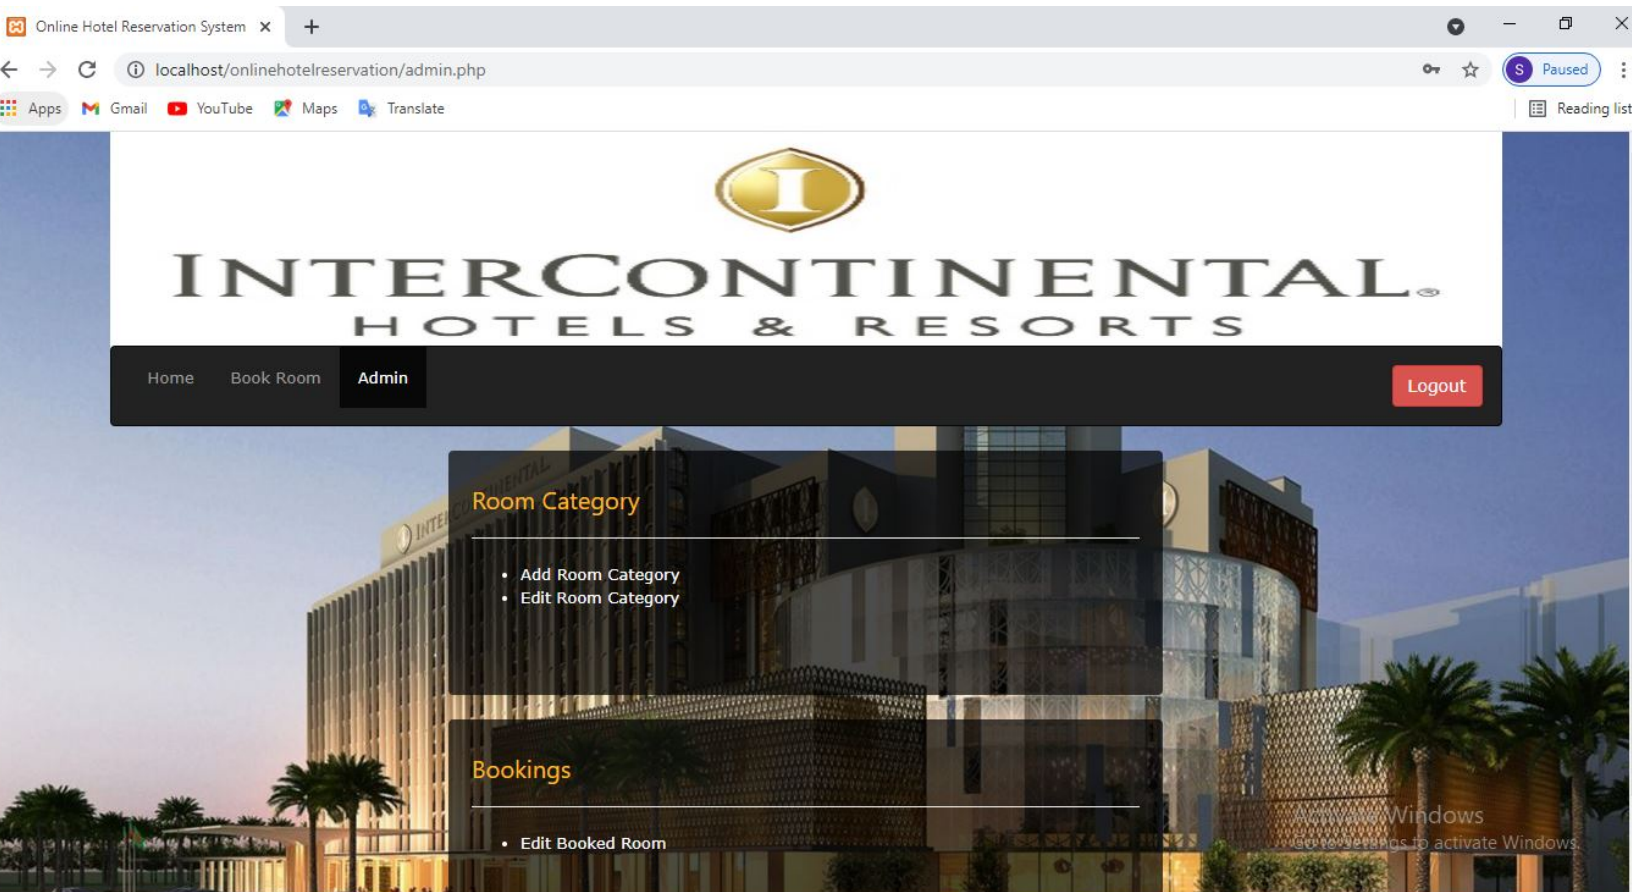 Online Hotel Reservation System
localhost/onlinehotelreservation/admin.php
S Paused
Apps Gmail YouTube Maps Translate Reading list
I
INTERCONTINENTAL®
HOTELS & RESORTS
Home Book Room Admin Logout
INTERCONTINENTAL
Room Category
Add Room Category
Edit Room Category
Bookings
Edit Booked Room
Activate Windows
Go to Settings to activate Windows.